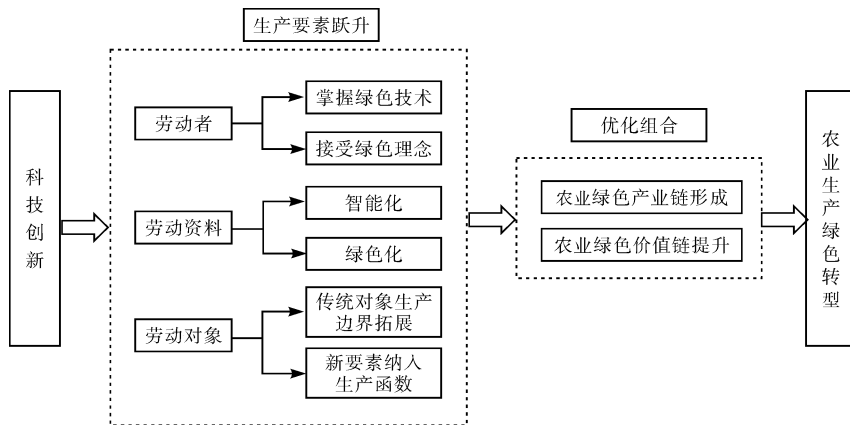 生产要素跃升
科技创新
劳动者
掌握绿色技术
接受绿色理念
劳动资料
智能化
绿色化
劳动对象
传统对象生产
边界拓展
新要素纳入
生产函数
优化组合
农业绿色产业链形成
农业绿色价值链提升
农业生产绿色转型